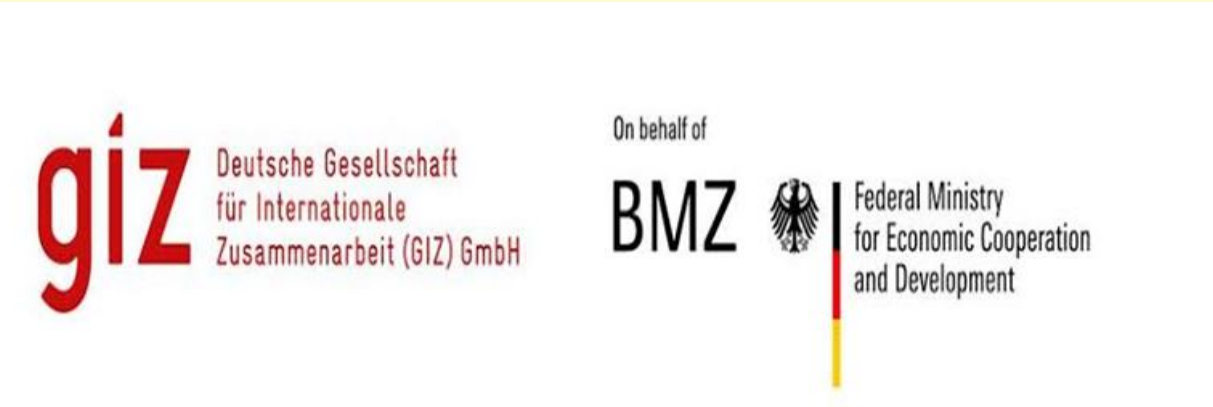 giz
Deutsche Gesellschaft
für Internationale
Zusammenarbeit (GIZ) GmbH
On behalf of
BMZ
Federal Ministry
for Economic Cooperation
and Development